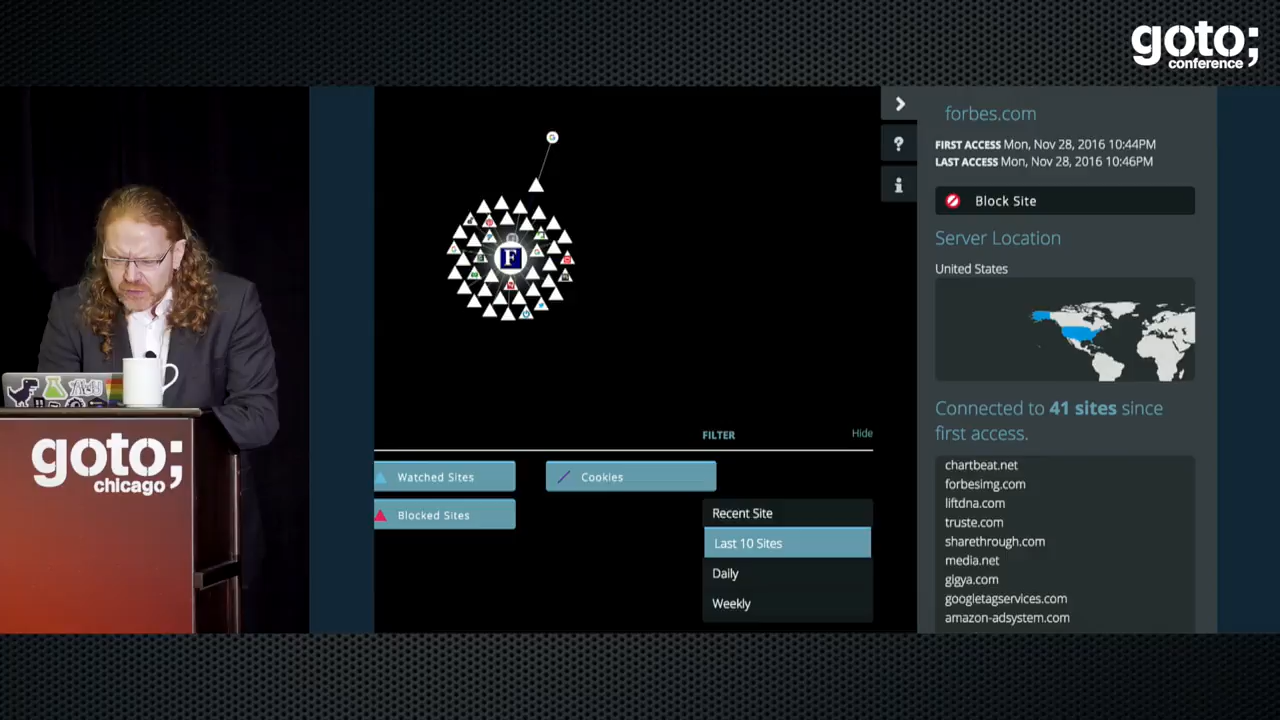 goto;
conference
goto;
chicago
F
FILTER
Hide
Watched Sites
Cookies
Blocked Sites
Recent Site
Last 10 Sites
Daily
Weekly
forbes.com
FIRST ACCESS Mon, Nov 28, 2016 10:44PM
LAST ACCESS Mon, Nov 28, 2016 10:46PM
Block Site
Server Location
United States
Connected to 41 sites since
first access.
chartbeat.net
forbesimg.com
liftdna.com
truste.com
sharethrough.com
media.net
gigya.com
googletagservices.com
amazon-adsystem.com